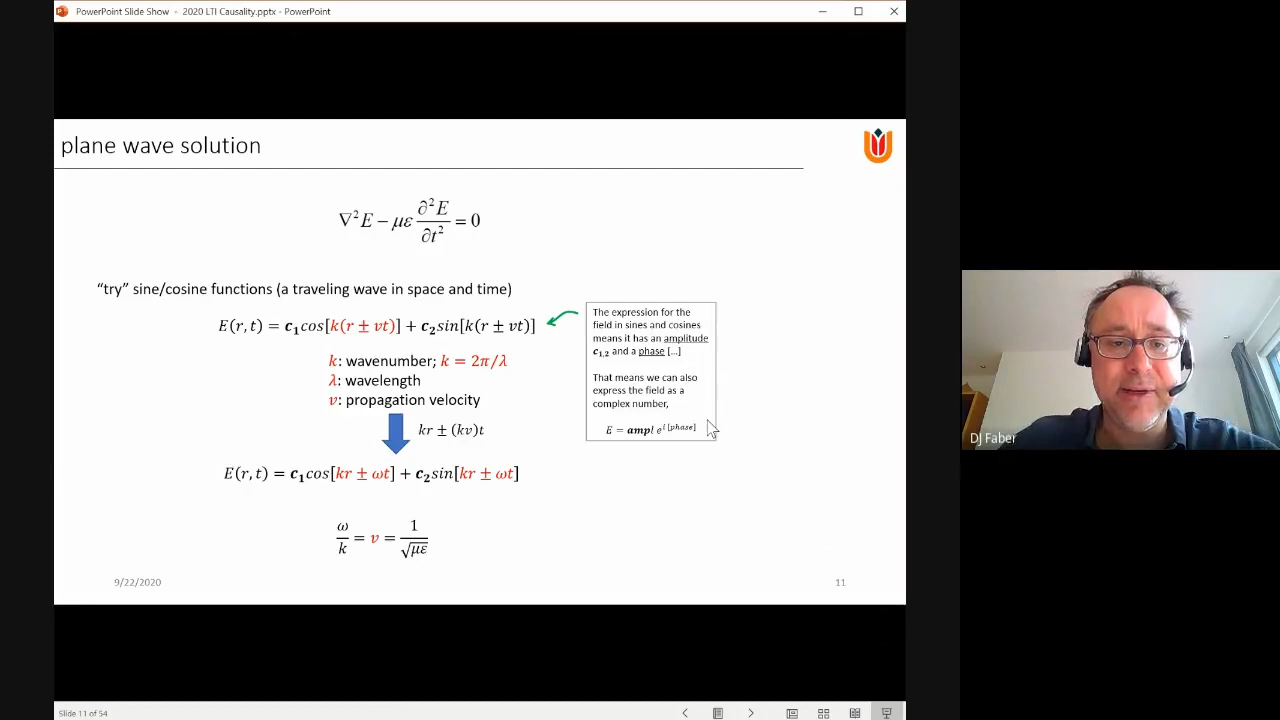 PowerPoint Slide Show - 2020 LTI Causality.pptx - PowerPoint
plane wave solution
∇²E − με ∂²E/∂t² = 0
“try” sine/cosine functions (a traveling wave in space and time)
E(r, t) = c₁cos[k(r ± vt)] + c₂sin[k(r ± vt)]
k: wavenumber; k = 2π/λ
λ: wavelength
v: propagation velocity
kr ± (kv)t
E(r, t) = c₁cos[kr ± ωt] + c₂sin[kr ± ωt]
ω/k = v = 1/√με
The expression for the
field in sines and cosines
means it has an amplitude
c₁,₂ and a phase [...]
That means we can also
express the field as a
complex number,
E = ampl e^i[phase]
DJ Faber
9/22/2020
11
Slide 11 of 54